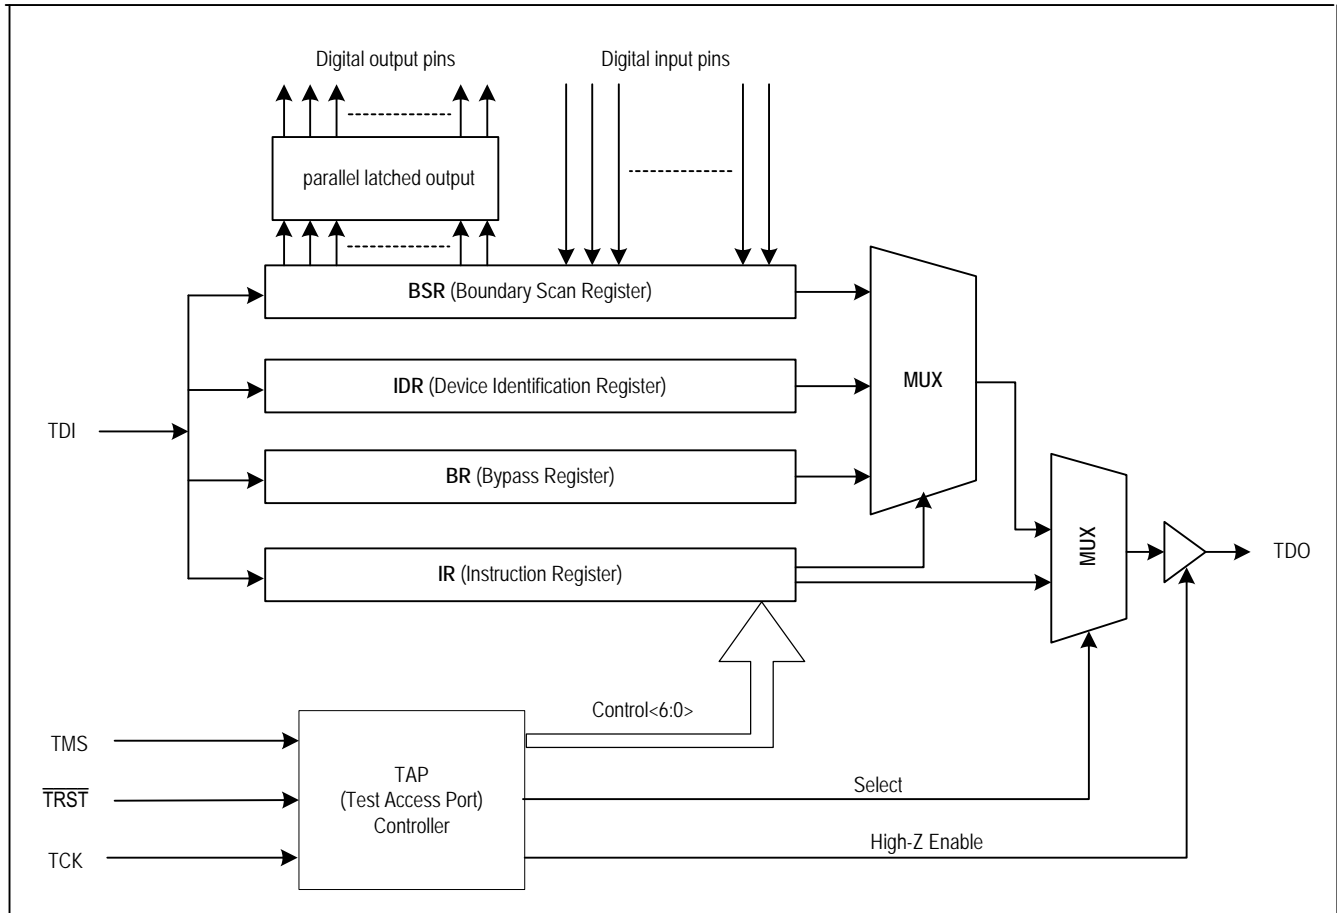 Digital output pins
Digital input pins
parallel latched output
BSR (Boundary Scan Register)
IDR (Device Identification Register)
MUX
TDI
BR (Bypass Register)
MUX
TDO
IR (Instruction Register)
Control<6:0>
TMS
TAP
(Test Access Port)
Controller
TRST
Select
TCK
High-Z Enable